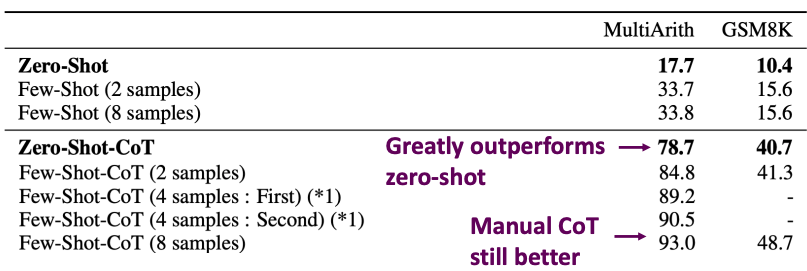 MultiArith GSM8K
Zero-Shot 17.7 10.4
Few-Shot (2 samples) 33.7 15.6
Few-Shot (8 samples) 33.8 15.6
Zero-Shot-CoT Greatly outperforms → 78.7 40.7
Few-Shot-CoT (2 samples) zero-shot 84.8 41.3
Few-Shot-CoT (4 samples : First) (*1) 89.2 -
Few-Shot-CoT (4 samples : Second) (*1) Manual CoT 90.5 -
Few-Shot-CoT (8 samples) → 93.0 48.7
still better